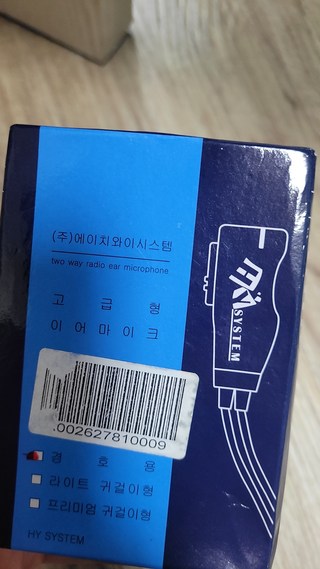 (주)에이치와이시스템
two way radio ear microphone
고 급 형
이 어 마 이 크
.002627810009
경 호 용
라이트 귀걸이형
프리미엄 귀걸이형
HY SYSTEM
HY SYSTEM